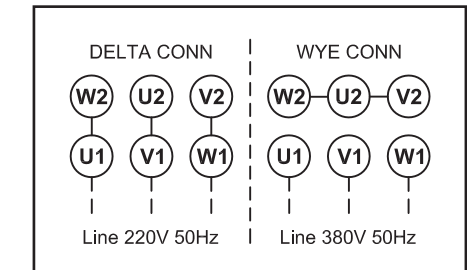 DELTA CONN
W2 U2 V2
U1 V1 W1
Line 220V 50Hz
WYE CONN
W2 U2 V2
U1 V1 W1
Line 380V 50Hz